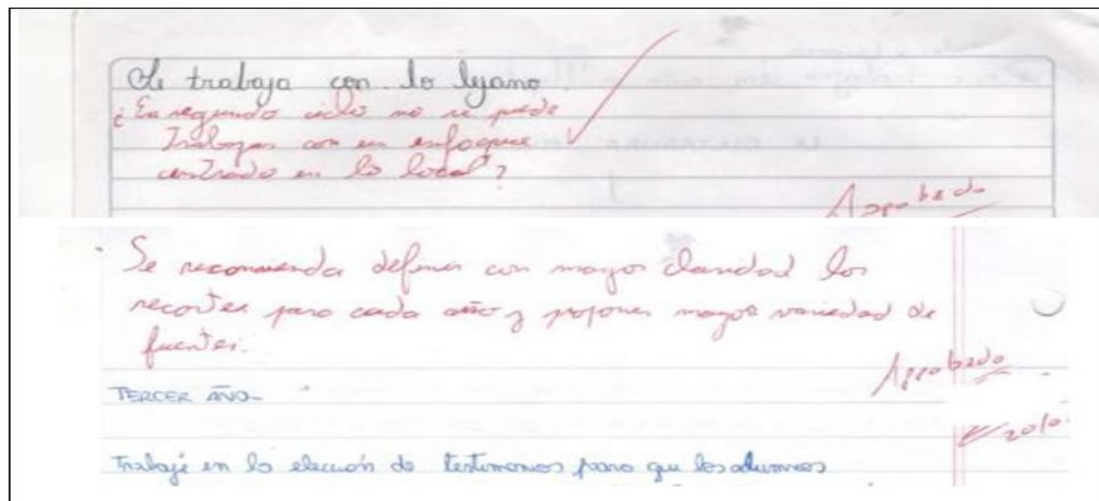 Se trabaja con lo lejano
¿En segundo ciclo no se puede
Trabajar con un enfoque
centrado en lo local?
Aprobado
Se recomienda definir con mayor claridad los
recortes para cada año y proponer mayor variedad de
fuentes.
Aprobado
TERCER AÑO
2010.
Trabajé en la elección de testimonios para que los alumnos